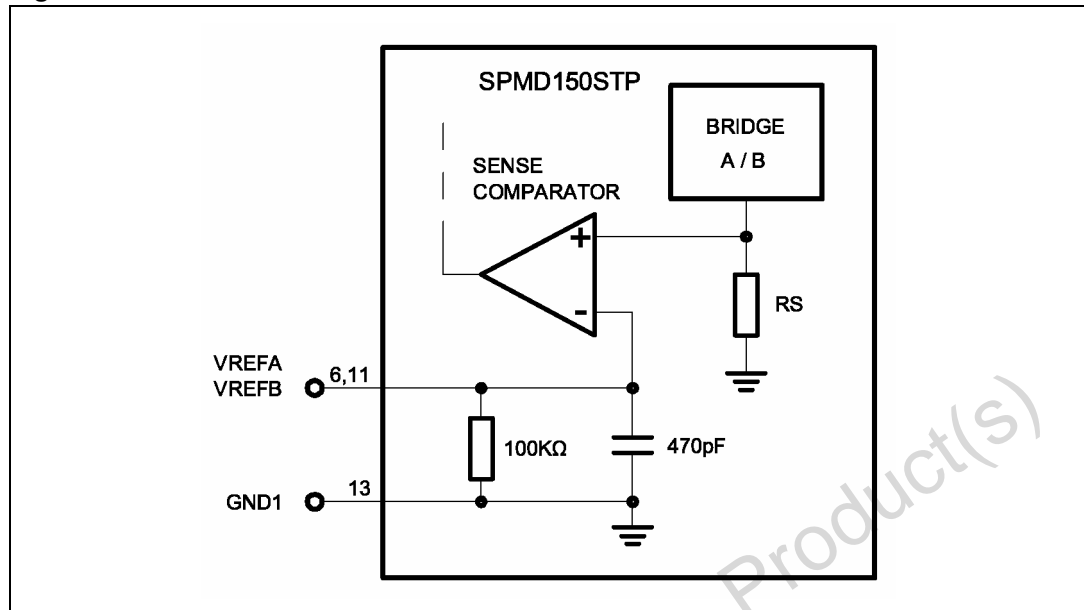 SPMD150STP
BRIDGE
A / B
SENSE
COMPARATOR
+
-
RS
VREFA
VREFB
6,11
100KΩ
470pF
GND1
13
Product(s)